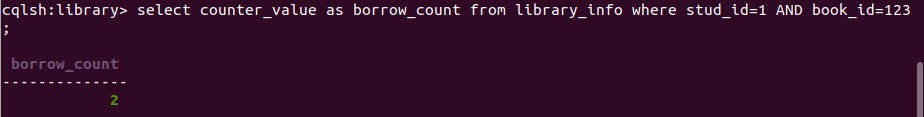 cqlsh:library> select counter_value as borrow_count from library_info where stud_id=1 AND book_id=123
;
borrow_count
--------------
2